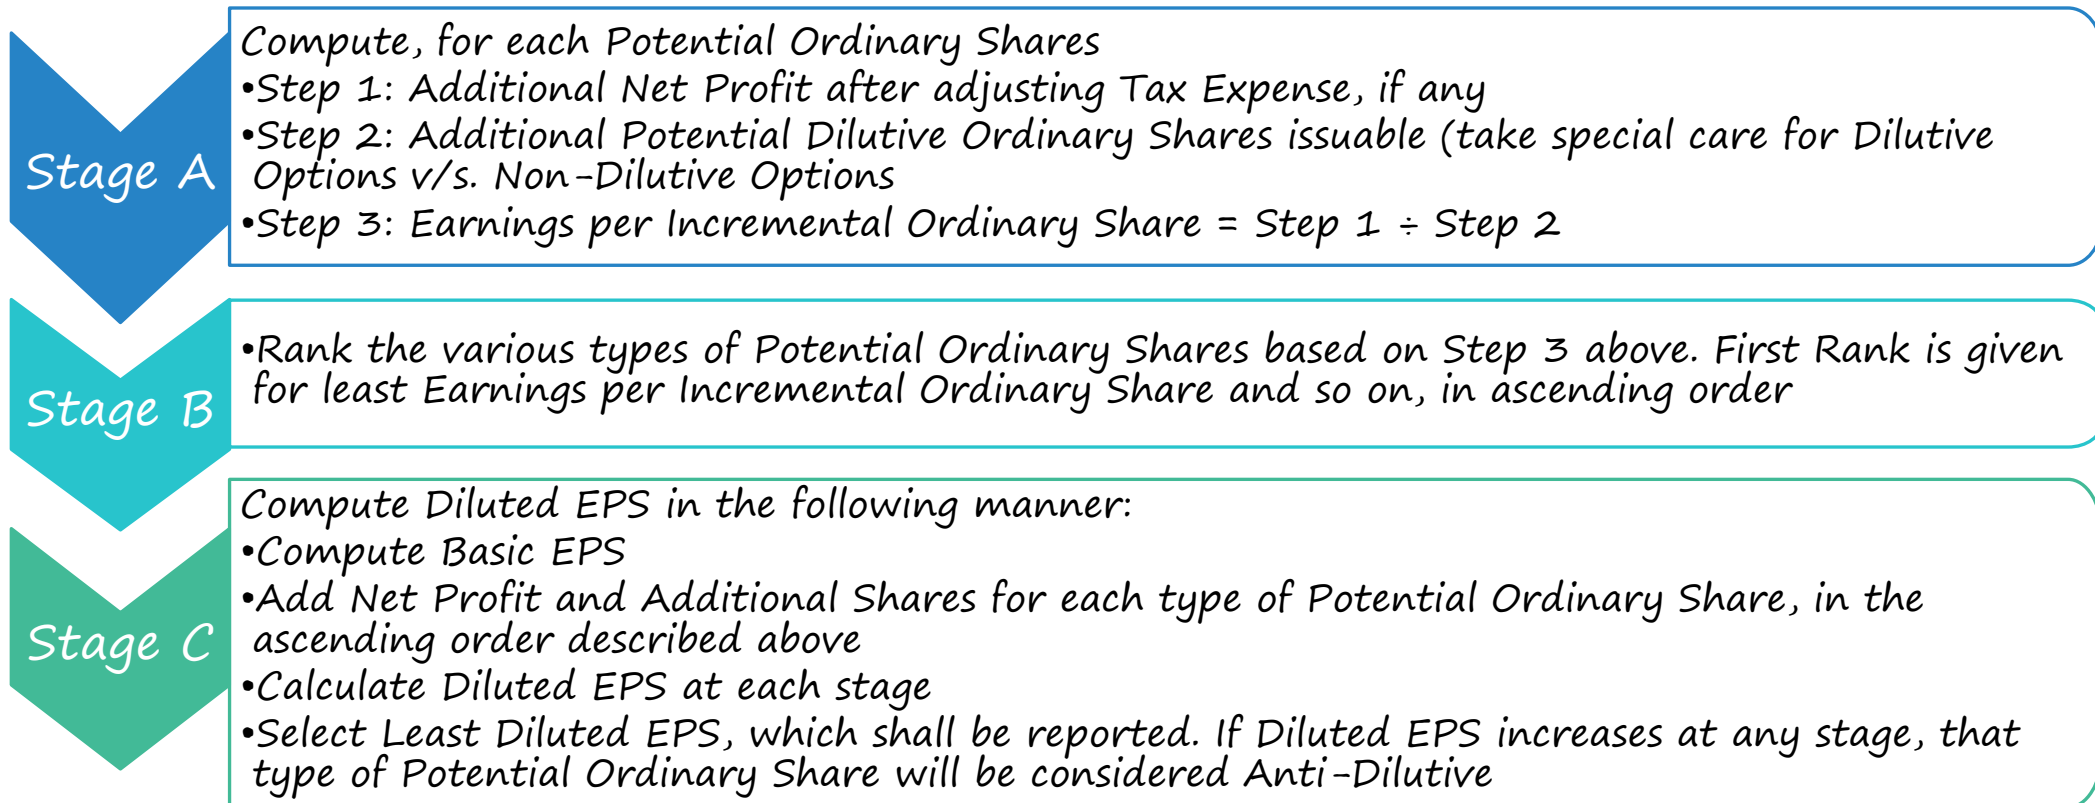 Stage A
Compute, for each Potential Ordinary Shares
•Step 1: Additional Net Profit after adjusting Tax Expense, if any
•Step 2: Additional Potential Dilutive Ordinary Shares issuable (take special care for Dilutive
Options v/s. Non-Dilutive Options
•Step 3: Earnings per Incremental Ordinary Share = Step 1 ÷ Step 2
Stage B
•Rank the various types of Potential Ordinary Shares based on Step 3 above. First Rank is given
for least Earnings per Incremental Ordinary Share and so on, in ascending order
Stage C
Compute Diluted EPS in the following manner:
•Compute Basic EPS
•Add Net Profit and Additional Shares for each type of Potential Ordinary Share, in the
ascending order described above
•Calculate Diluted EPS at each stage
•Select Least Diluted EPS, which shall be reported. If Diluted EPS increases at any stage, that
type of Potential Ordinary Share will be considered Anti-Dilutive